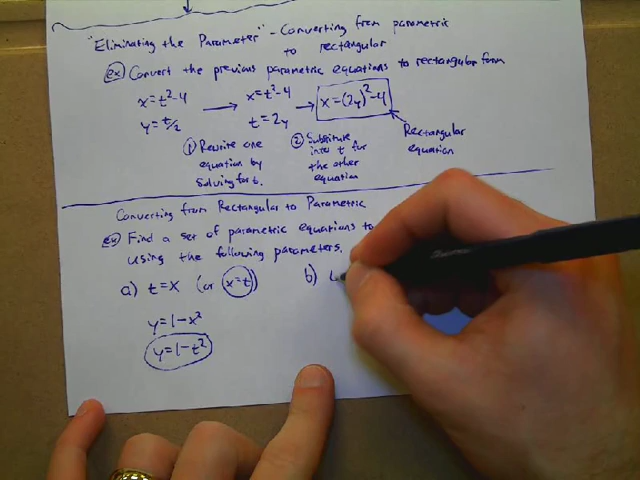 "Eliminating the Parameter" - Converting from parametric
to rectangular
ex Convert the previous parametric equations to rectangular form
x=t²-4 → x=t²-4 → x=(2y)²-4
y=t/2 t=2y
Rectangular
equation
① Rewrite one
equation by
solving for t.
② Substitute
into t for
the other
equation
Converting from Rectangular to Parametric
ex Find a set of parametric equations to
using the following parameters.
a) t=x (or x=t) b)
y=1-x²
y=1-t²